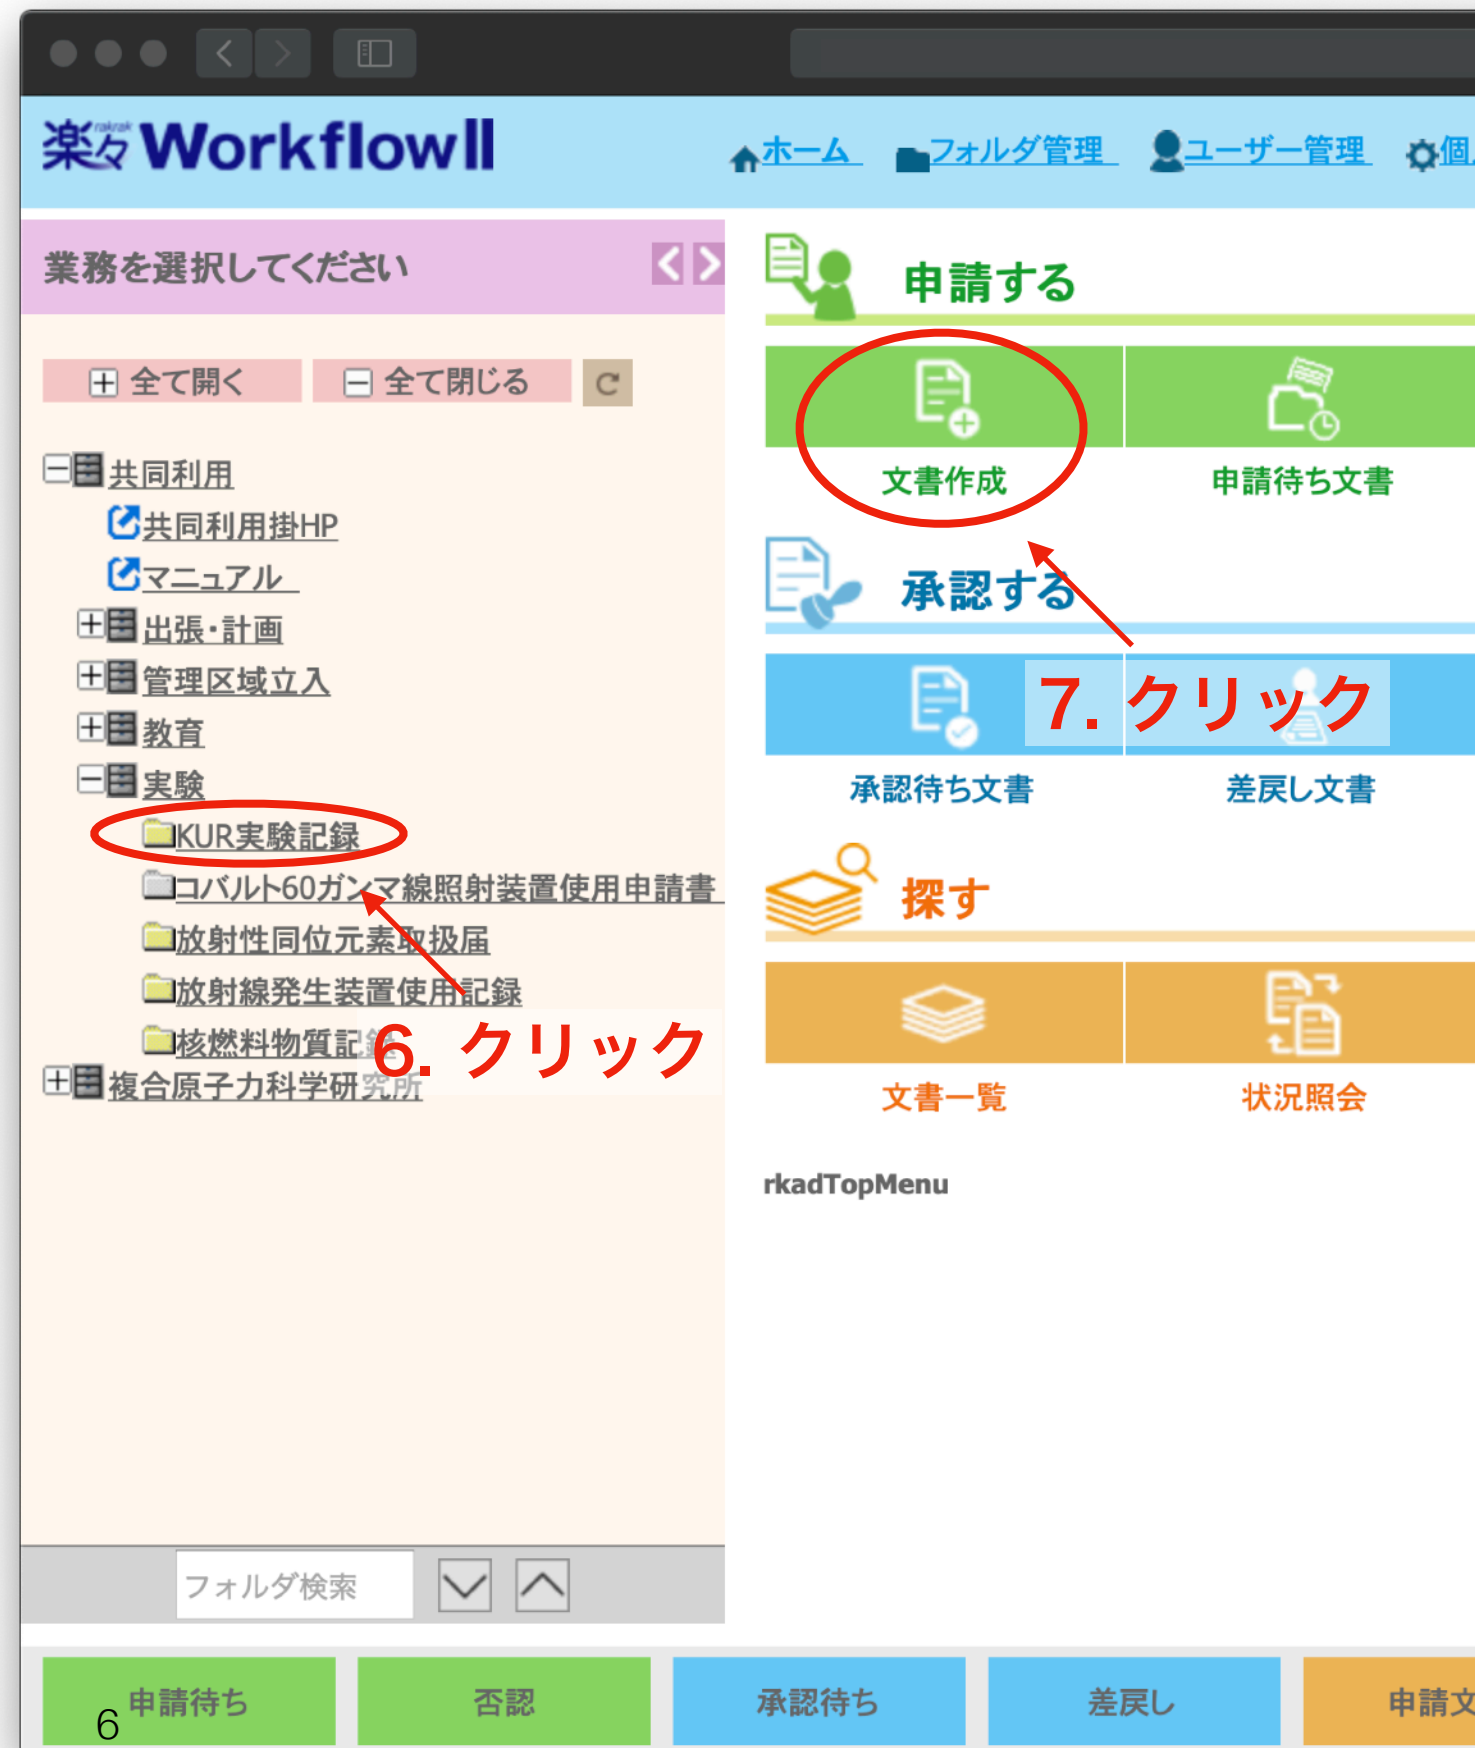 楽々 rakrak WorkflowII
ホーム フォルダ管理 ユーザー管理
業務を選択してください
全て開く 全て閉じる
共同利用
共同利用掛HP
マニュアル
出張・計画
管理区域立入
教育
実験
KUR実験記録
コバルト60ガンマ線照射装置使用申請書
放射性同位元素取扱届
放射線発生装置使用記録
核燃料物質記録
複合原子力科学研究所
6. クリック
フォルダ検索
申請する
文書作成 申請待ち文書
承認する
7. クリック
承認待ち文書 差戻し文書
探す
文書一覧 状況照会
rkadTopMenu
申請待ち 否認 承認待ち 差戻し 申請文
6